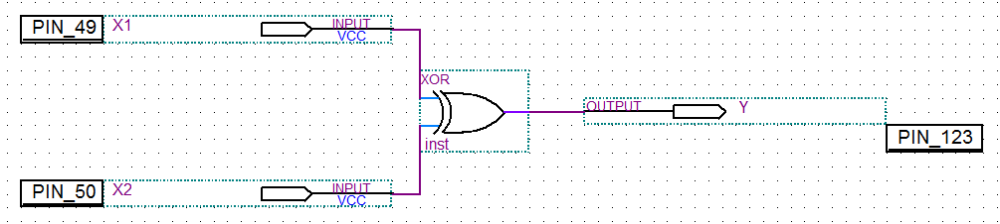 PIN_49 X1 INPUT
VCC
XOR
OUTPUT Y
PIN_123
inst
PIN_50 X2 INPUT
VCC